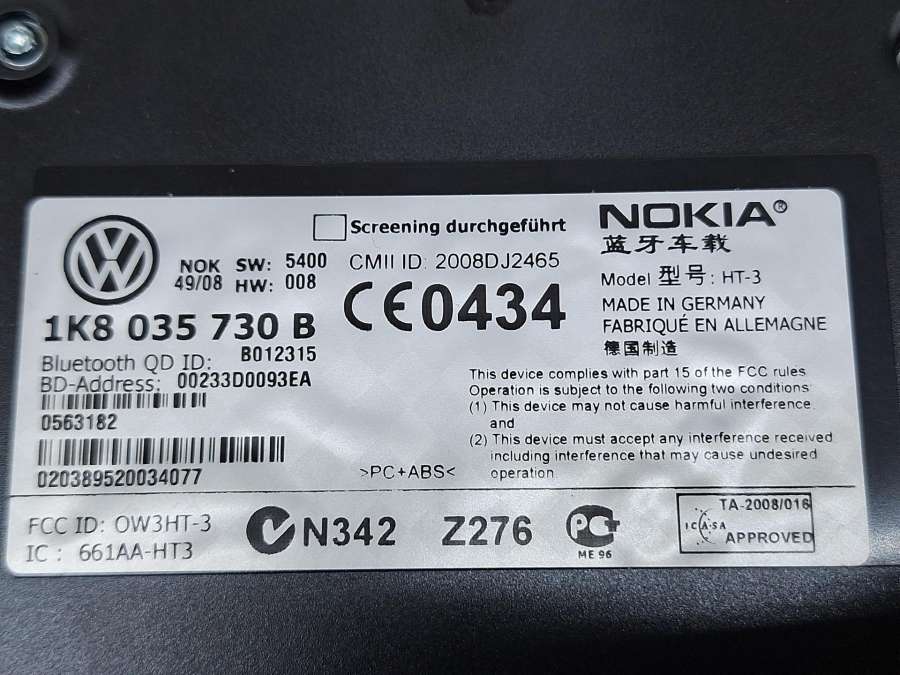 Screening durchgeführt
NOKIA®
蓝牙车载
NOK SW: 5400
49/08 HW: 008
CMII ID: 2008DJ2465
Model 型号: HT-3
CE0434
MADE IN GERMANY
FABRIQUÉ EN ALLEMAGNE
德国制造
1K8 035 730 B
Bluetooth QD ID: B012315
BD-Address: 00233D0093EA
0563182
020389520034077
This device complies with part 15 of the FCC rules
Operation is subject to the following two conditions:
(1) This device may not cause harmful interference.
and
(2) This device must accept any interference received
including interference that may cause undesired
operation.
>PC+ABS<
FCC ID: OW3HT-3
IC : 661AA-HT3
N342
Z276
PCT
ME 96
TA-2008/016
ICASA
APPROVED